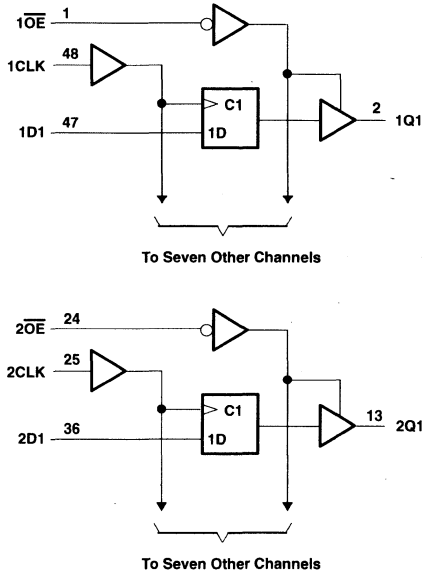 1OE 1
1CLK 48
C1
1D1 47
1D
2 1Q1
To Seven Other Channels
2OE 24
2CLK 25
C1
2D1 36
1D
13 2Q1
To Seven Other Channels